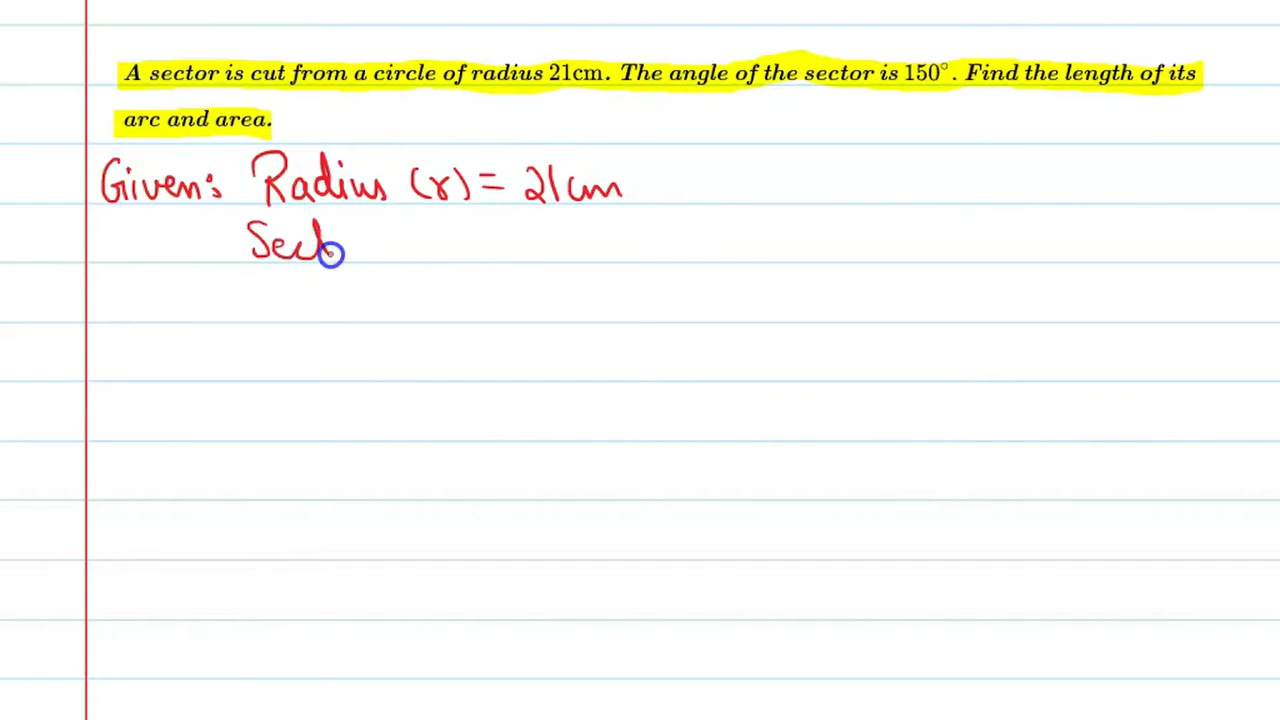 A sector is cut from a circle of radius 21cm. The angle of the sector is 150°. Find the length of its
arc and area.
Given: Radius (r) = 21cm
Sect